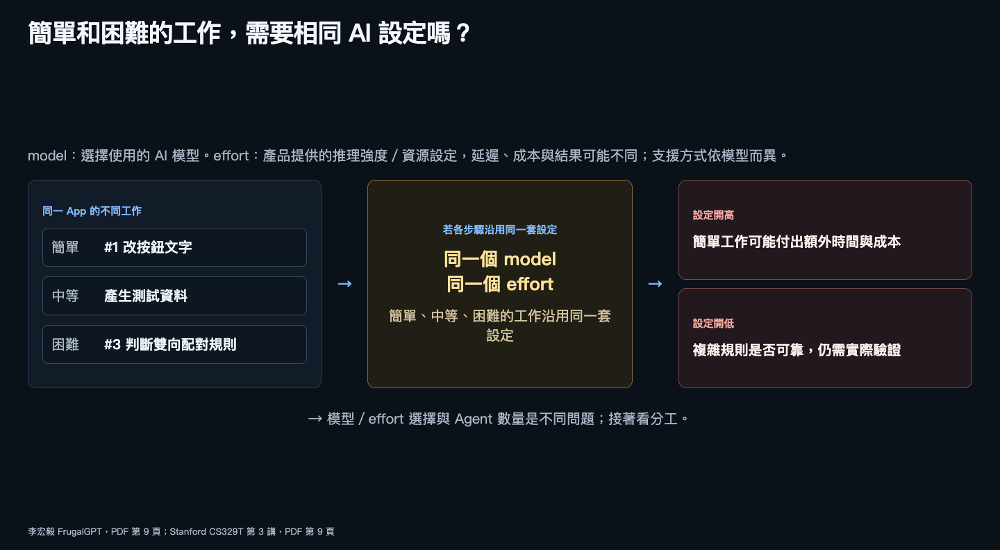 簡單和困難的工作，需要相同 AI 設定嗎？
model：選擇使用的 AI 模型。effort：產品提供的推理強度 / 資源設定，延遲、成本與結果可能不同；支援方式依模型而異。
同一 App 的不同工作
簡單 #1 改按鈕文字
中等 產生測試資料
困難 #3 判斷雙向配對規則
→
若各步驟沿用同一套設定
同一個 model
同一個 effort
簡單、中等、困難的工作沿用同一套
設定
→
設定開高
簡單工作可能付出額外時間與成本
設定開低
複雜規則是否可靠，仍需實際驗證
→ 模型 / effort 選擇與 Agent 數量是不同問題；接著看分工。
李宏毅 FrugalGPT，PDF 第 9 頁；Stanford CS329T 第 3 講，PDF 第 9 頁